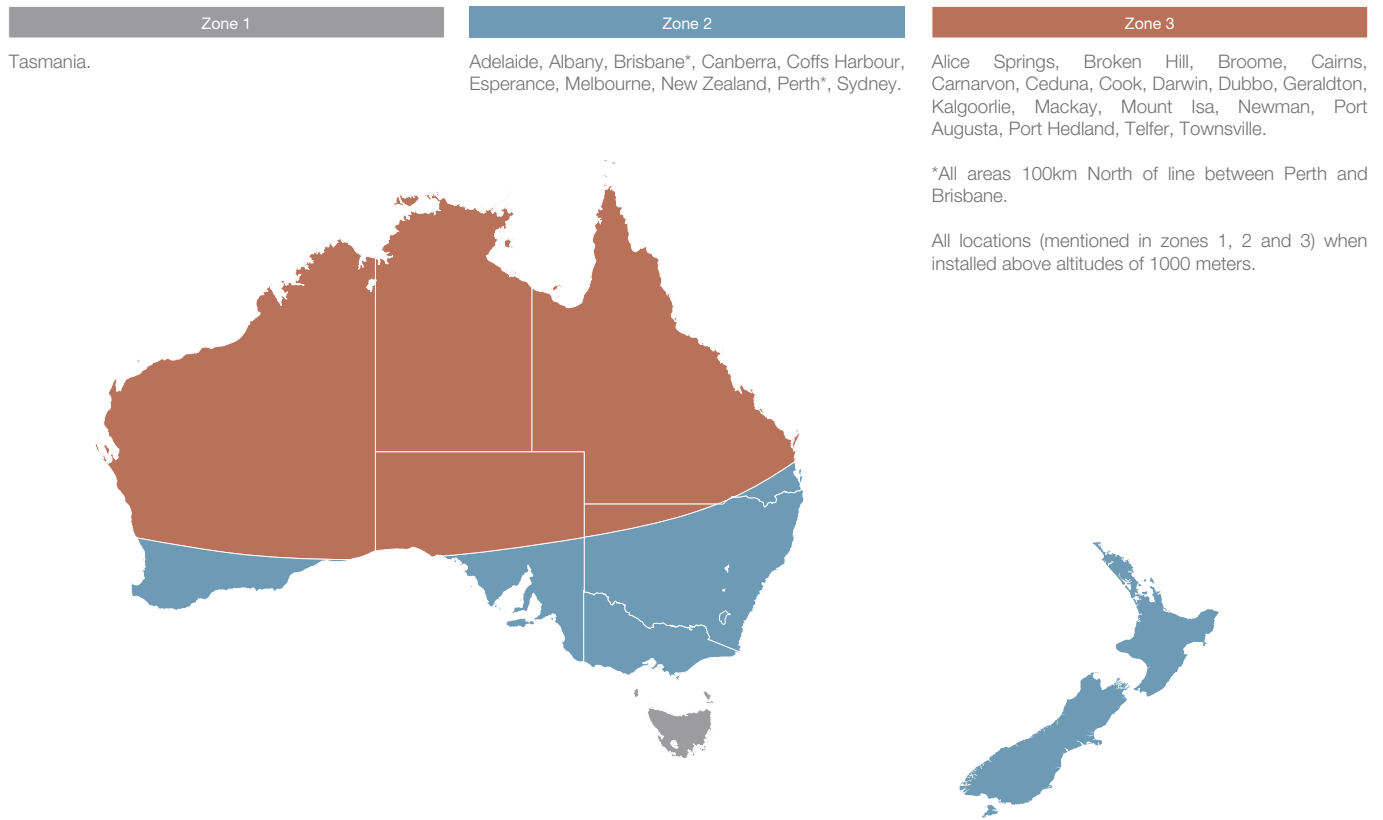 Zone 1
Tasmania.
Zone 2
Adelaide, Albany, Brisbane*, Canberra, Coffs Harbour,
Esperance, Melbourne, New Zealand, Perth*, Sydney.
Zone 3
Alice Springs, Broken Hill, Broome, Cairns,
Carnarvon, Ceduna, Cook, Darwin, Dubbo, Geraldton,
Kalgoorlie, Mackay, Mount Isa, Newman, Port
Augusta, Port Hedland, Telfer, Townsville.
*All areas 100km North of line between Perth and
Brisbane.
All locations (mentioned in zones 1, 2 and 3) when
installed above altitudes of 1000 meters.